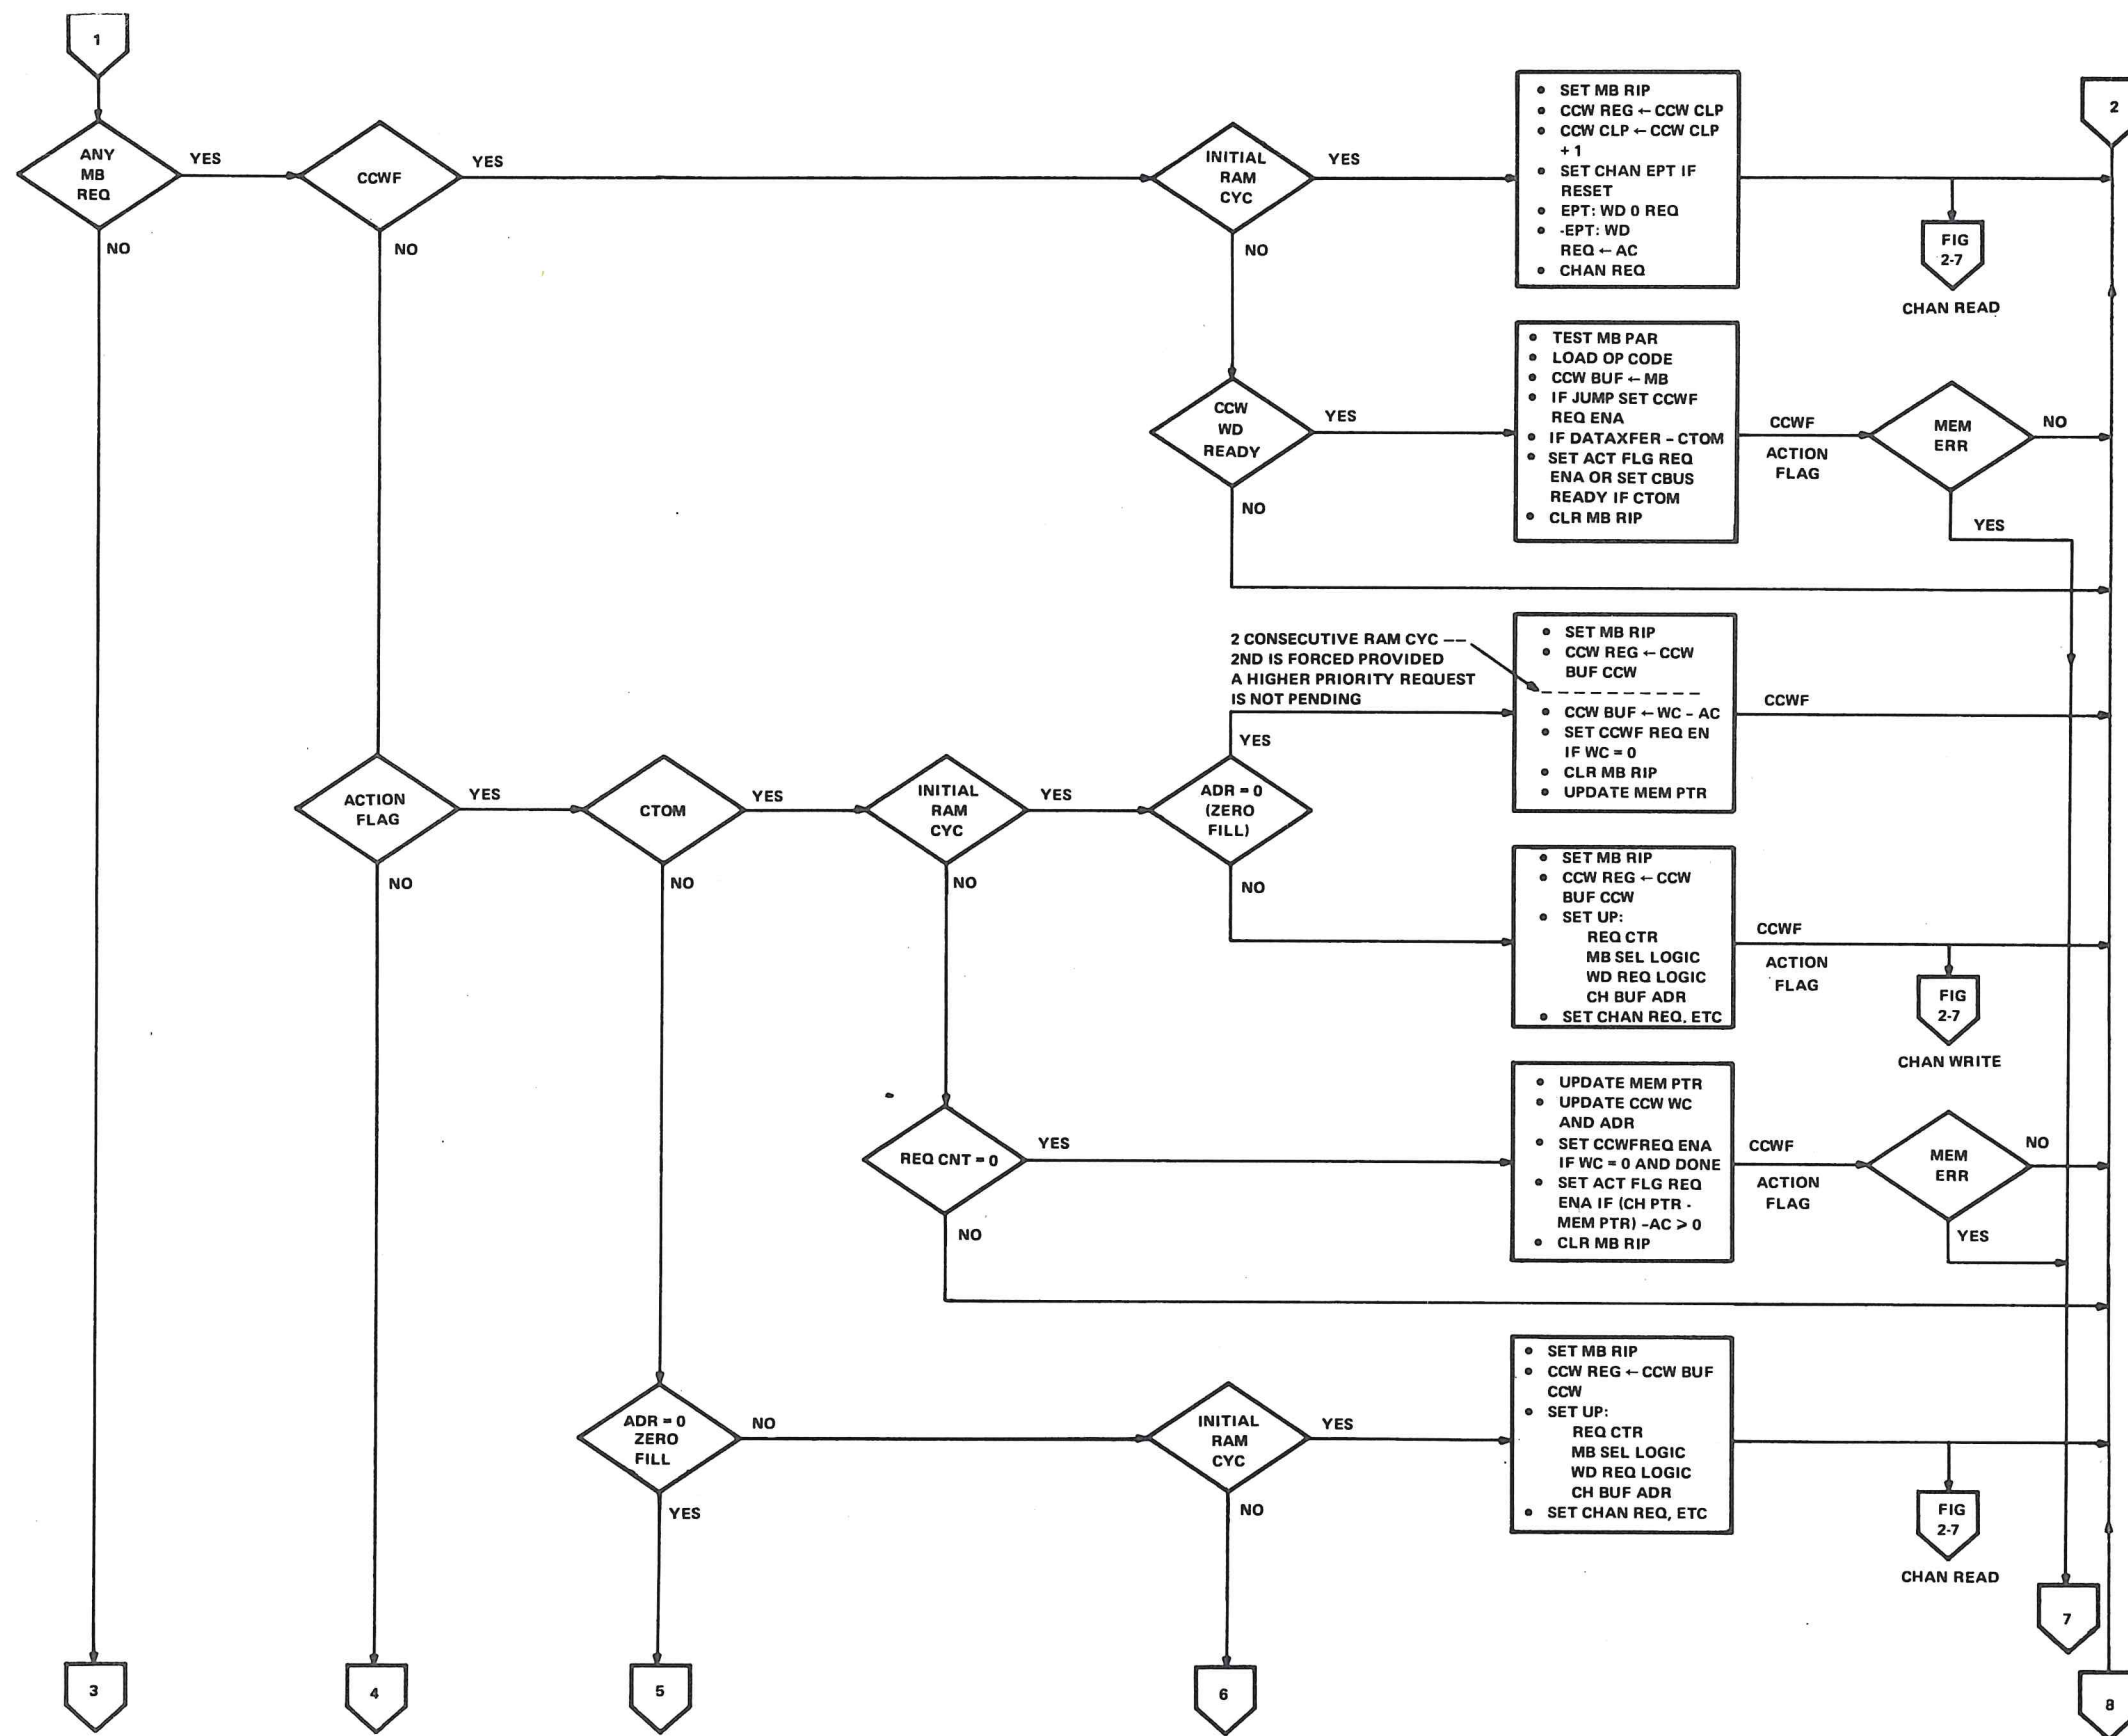 1
ANY
MB
REQ
YES
NO
CCWF
YES
NO
INITIAL
RAM
CYC
YES
NO
• SET MB RIP
• CCW REG ← CCW CLP
• CCW CLP ← CCW CLP
+ 1
• SET CHAN EPT IF
RESET
• EPT: WD 0 REQ
• -EPT: WD
REQ ← AC
• CHAN REQ
FIG
2-7
CHAN READ
2
CCW
WD
READY
YES
NO
• TEST MB PAR
• LOAD OP CODE
• CCW BUF ← MB
• IF JUMP SET CCWF
REQ ENA
• IF DATAXFER – CTOM
• SET ACT FLG REQ
ENA OR SET CBUS
READY IF CTOM
• CLR MB RIP
CCWF
ACTION
FLAG
MEM
ERR
NO
YES
2 CONSECUTIVE RAM CYC ––
2ND IS FORCED PROVIDED
A HIGHER PRIORITY REQUEST
IS NOT PENDING
• SET MB RIP
• CCW REG ← CCW
BUF CCW
• CCW BUF ← WC – AC
• SET CCWF REQ EN
IF WC = 0
• CLR MB RIP
• UPDATE MEM PTR
CCWF
ACTION
FLAG
YES
NO
CTOM
YES
NO
INITIAL
RAM
CYC
YES
NO
ADR = 0
(ZERO
FILL)
YES
NO
• SET MB RIP
• CCW REG ← CCW
BUF CCW
• SET UP:
REQ CTR
MB SEL LOGIC
WD REQ LOGIC
CH BUF ADR
• SET CHAN REQ, ETC
CCWF
ACTION
FLAG
FIG
2-7
CHAN WRITE
REQ CNT = 0
YES
NO
• UPDATE MEM PTR
• UPDATE CCW WC
AND ADR
• SET CCWFREQ ENA
IF WC = 0 AND DONE
• SET ACT FLG REQ
ENA IF (CH PTR -
MEM PTR) –AC > 0
• CLR MB RIP
CCWF
ACTION
FLAG
MEM
ERR
NO
YES
ADR = 0
ZERO
FILL
NO
YES
INITIAL
RAM
CYC
YES
NO
• SET MB RIP
• CCW REG ← CCW BUF
CCW
• SET UP:
REQ CTR
MB SEL LOGIC
WD REQ LOGIC
CH BUF ADR
• SET CHAN REQ, ETC
FIG
2-7
CHAN READ
7
3
4
5
6
8